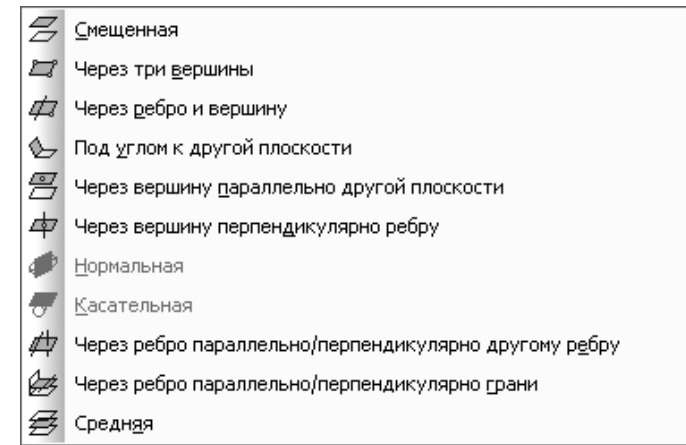 Смещенная
Через три вершины
Через ребро и вершину
Под углом к другой плоскости
Через вершину параллельно другой плоскости
Через вершину перпендикулярно ребру
Нормальная
Касательная
Через ребро параллельно/перпендикулярно другому ребру
Через ребро параллельно/перпендикулярно грани
Средняя